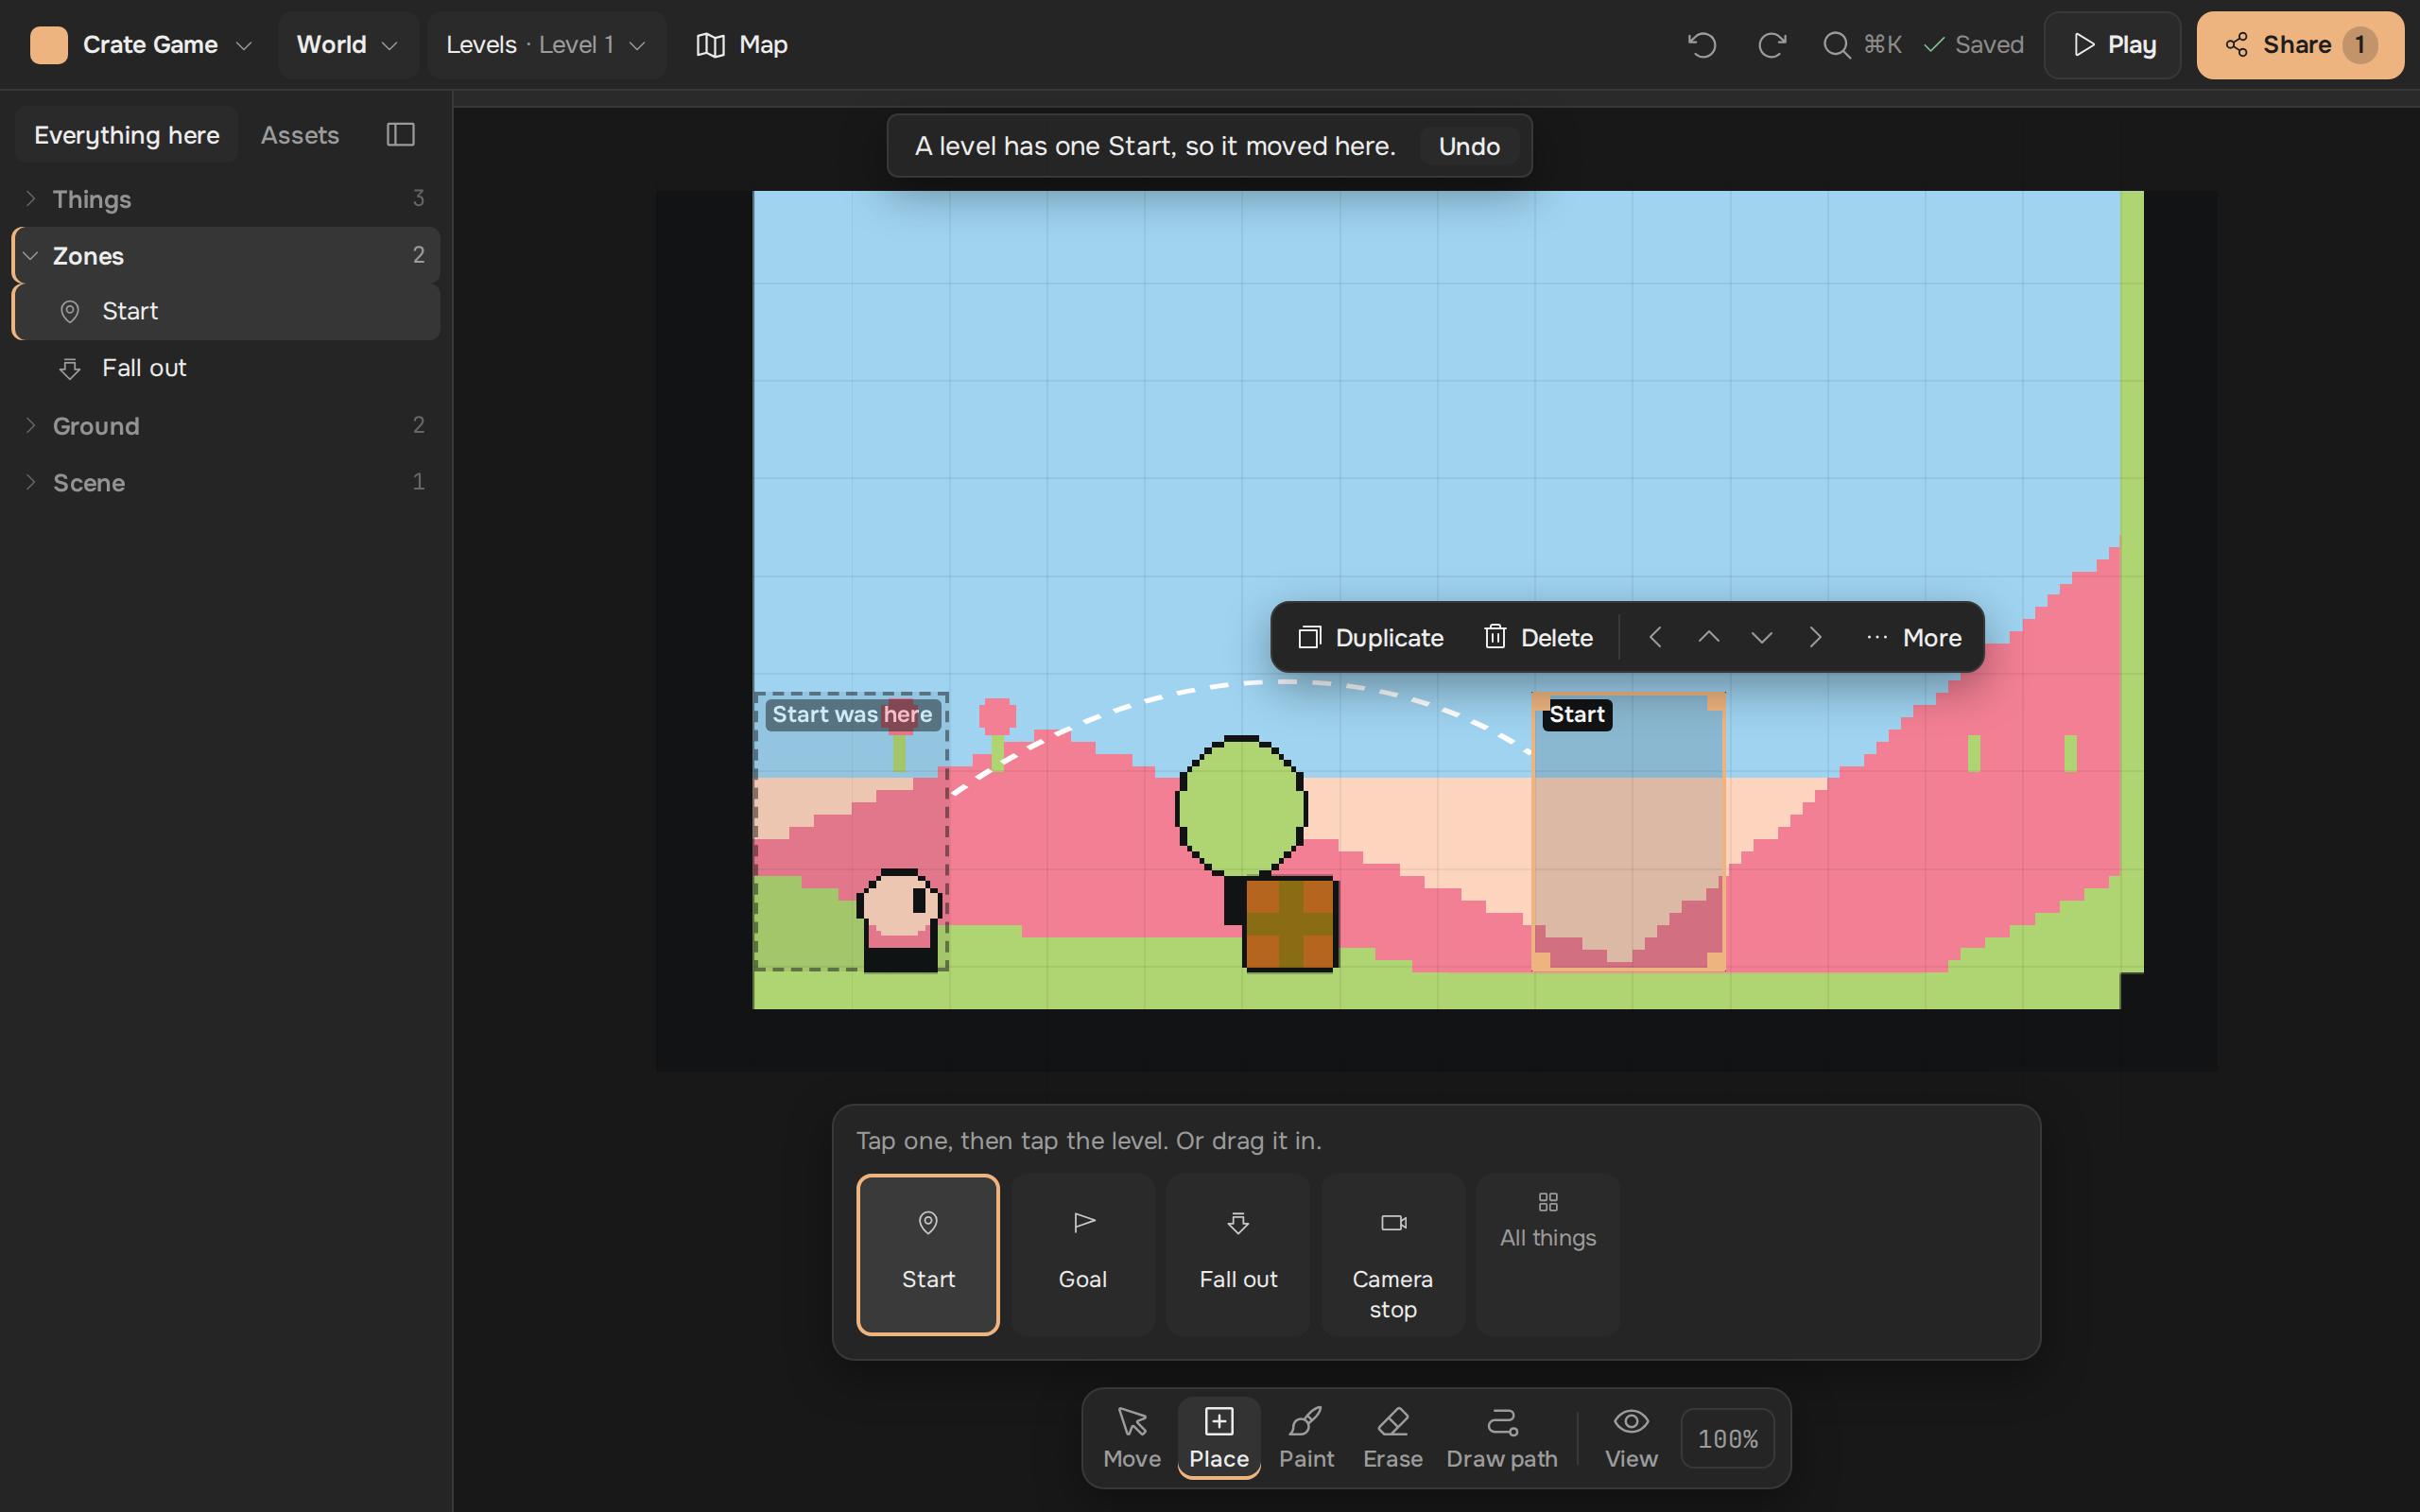 Crate Game
World
Levels · Level 1
Map
⌘K
Saved
Play
Share 1
Everything here
Assets
Things 3
Zones 2
Start
Fall out
Ground 2
Scene 1
A level has one Start, so it moved here.
Undo
Duplicate
Delete
More
Start was here
Start
Tap one, then tap the level. Or drag it in.
Start
Goal
Fall out
Camera
stop
All things
Move
Place
Paint
Erase
Draw path
View
100%